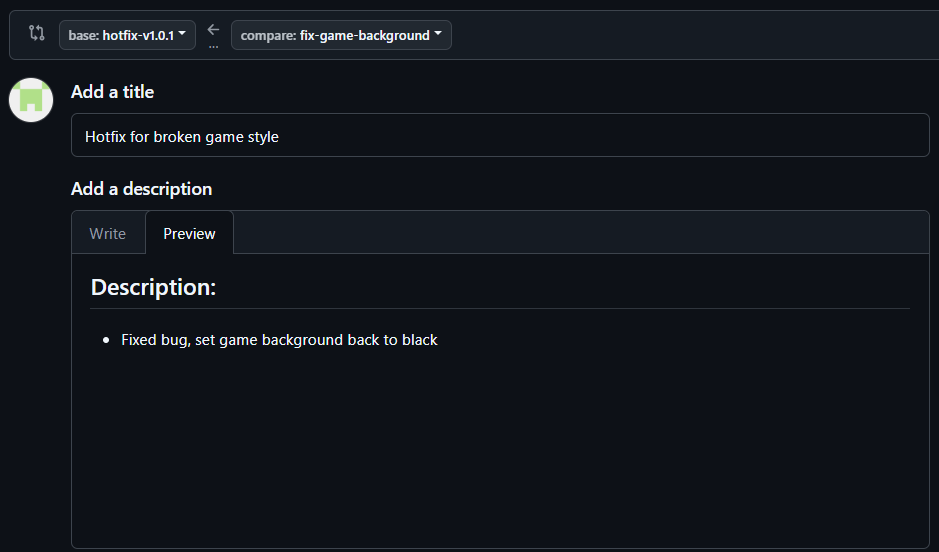 base: hotfix-v1.0.1
...
compare: fix-game-background
Add a title
Hotfix for broken game style
Add a description
Write
Preview
Description:
• Fixed bug, set game background back to black